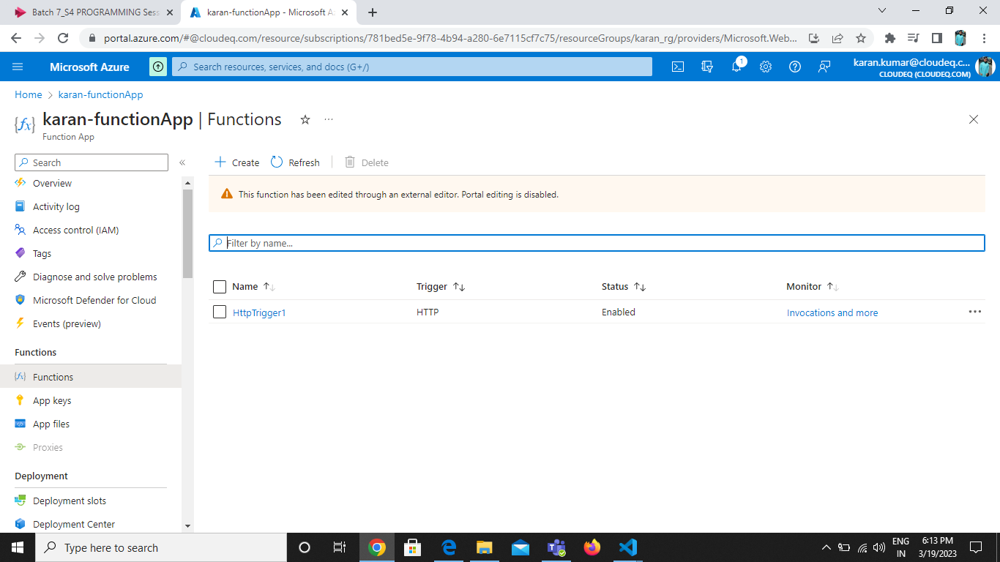 Batch 7_S4 PROGRAMMING Sess
karan-functionApp - Microsoft A
portal.azure.com/#@cloudeq.com/resource/subscriptions/781bed5e-9f78-4b94-a280-6e7115cf7c75/resourceGroups/karan_rg/providers/Microsoft.Web...
Microsoft Azure
Search resources, services, and docs (G+/)
1
karan.kumar@cloudeq.c...
CLOUDEQ (CLOUDEQ.COM)
Home > karan-functionApp
karan-functionApp | Functions
Function App
Search
Overview
Activity log
Access control (IAM)
Tags
Diagnose and solve problems
Microsoft Defender for Cloud
Events (preview)
Functions
Functions
App keys
App files
Proxies
Deployment
Deployment slots
Deployment Center
Create Refresh Delete
This function has been edited through an external editor. Portal editing is disabled.
Filter by name...
Name Trigger Status Monitor
HttpTrigger1 HTTP Enabled Invocations and more
Type here to search
ENG
IN
6:13 PM
3/19/2023